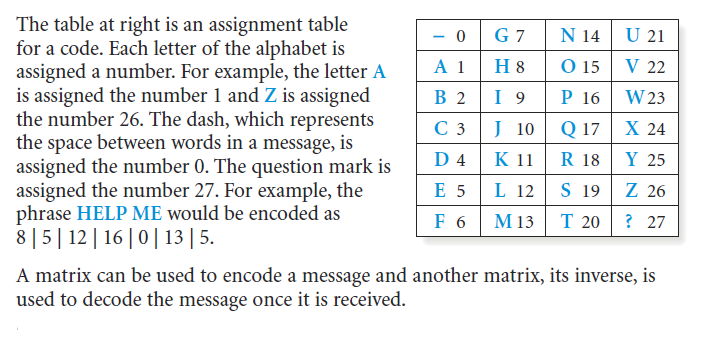 The table at right is an assignment table
for a code. Each letter of the alphabet is
assigned a number. For example, the letter A
is assigned the number 1 and Z is assigned
the number 26. The dash, which represents
the space between words in a message, is
assigned the number 0. The question mark is
assigned the number 27. For example, the
phrase HELP ME would be encoded as
8 | 5 | 12 | 16 | 0 | 13 | 5.
– 0 G 7 N 14 U 21
A 1 H 8 O 15 V 22
B 2 I 9 P 16 W 23
C 3 J 10 Q 17 X 24
D 4 K 11 R 18 Y 25
E 5 L 12 S 19 Z 26
F 6 M 13 T 20 ? 27
A matrix can be used to encode a message and another matrix, its inverse, is
used to decode the message once it is received.